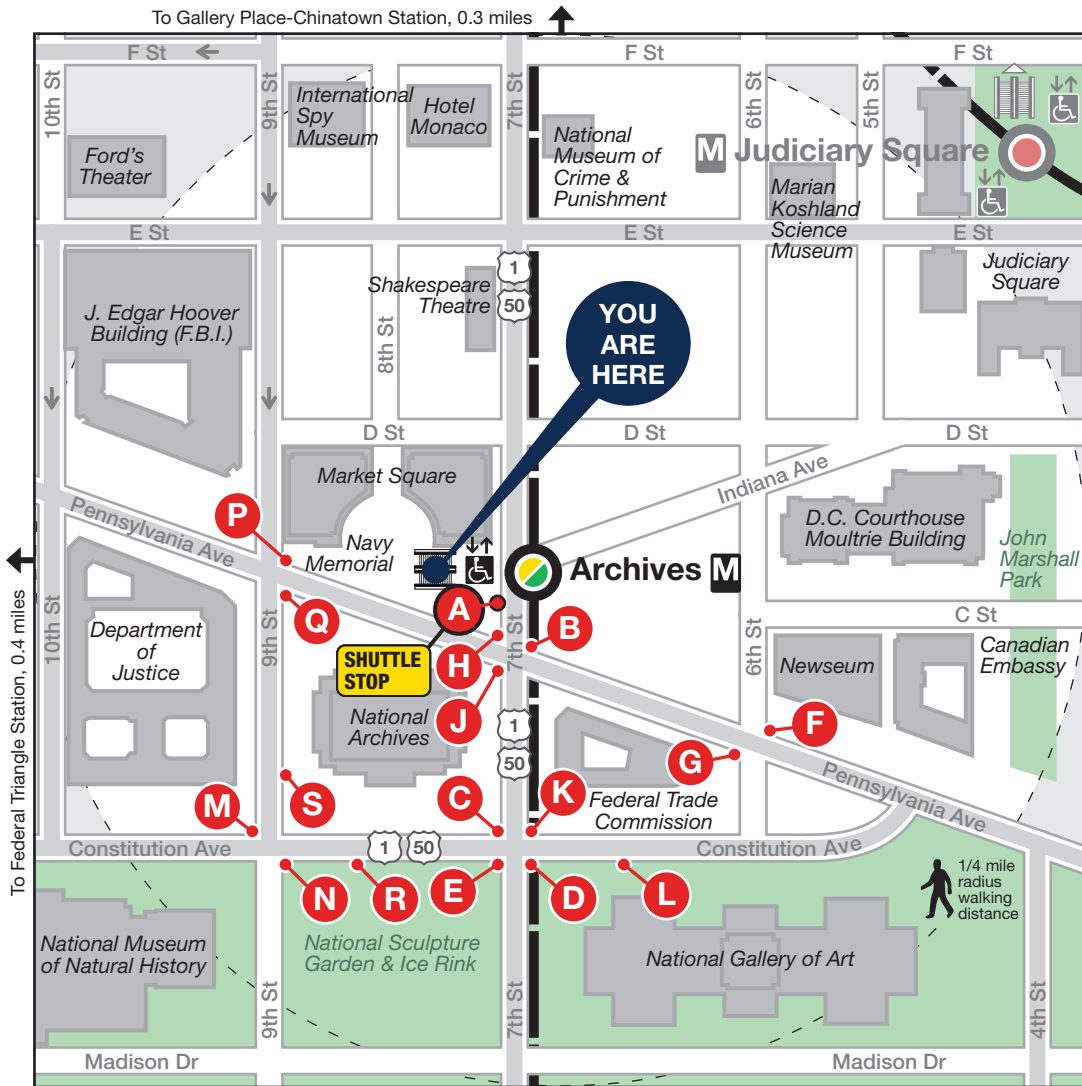 To Gallery Place-Chinatown Station, 0.3 miles
F St
F St
F St
10th St
9th St
7th St
6th St
5th St
International
Spy
Museum
Hotel
Monaco
National
Museum of
Crime &
Punishment
M Judiciary Square
Ford's
Theater
Marian
Koshland
Science
Museum
E St
E St
E St
J. Edgar Hoover
Building (F.B.I.)
8th St
Shakespeare
Theatre
1
50
YOU
ARE
HERE
Judiciary
Square
D St
D St
D St
Market Square
Indiana Ave
Pennsylvania Ave
P
Navy
Memorial
Archives M
D.C. Courthouse
Moultrie Building
John
Marshall
Park
To Federal Triangle Station, 0.4 miles
10th St
9th St
Q
A
7th St
B
H
6th St
C St
Department
of
Justice
SHUTTLE
STOP
Newseum
Canadian
Embassy
National
Archives
J
1
50
G
F
Pennsylvania Ave
M
S
C
K
Federal Trade
Commission
Constitution Ave
1
50
Constitution Ave
N
R
E
D
L
1/4 mile
radius
walking
distance
National Museum
of Natural History
National Sculpture
Garden & Ice Rink
National Gallery of Art
9th St
7th St
4th St
Madison Dr
Madison Dr